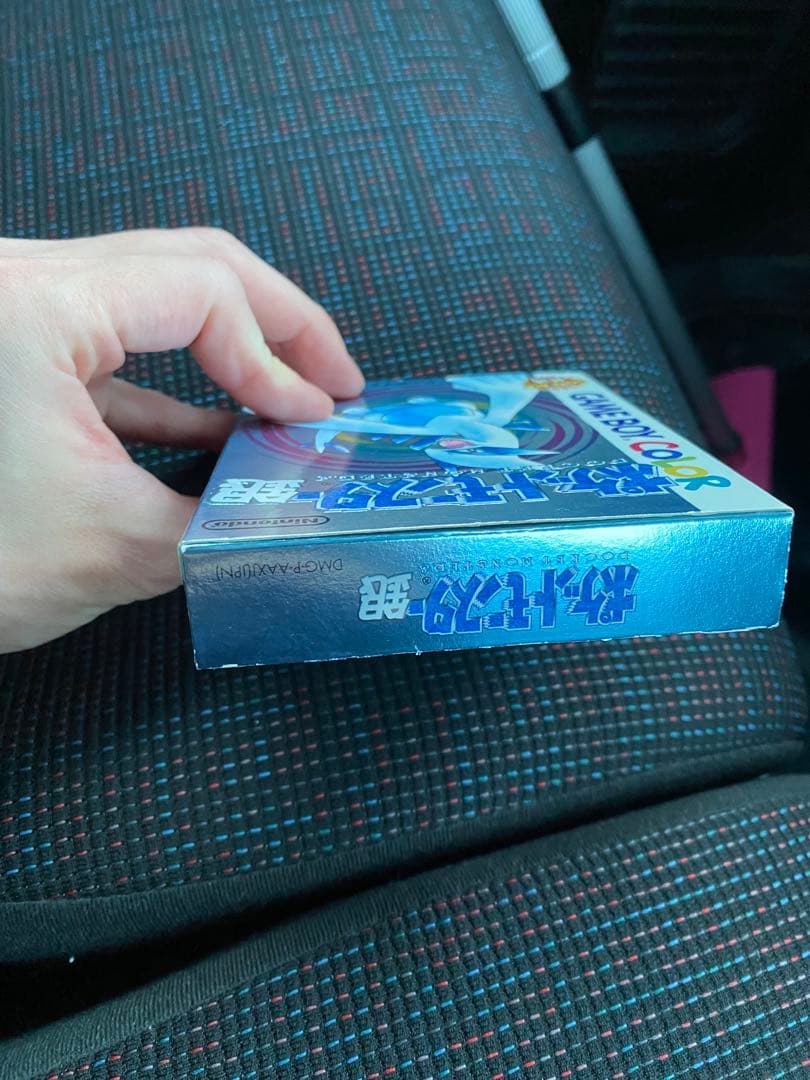 GAME BOY COLOR
ポケットモンスター
銀
Nintendo
ポケットモンスター®銀
POCKET MONSTERS
DMG-P-AAXJ(JPN)